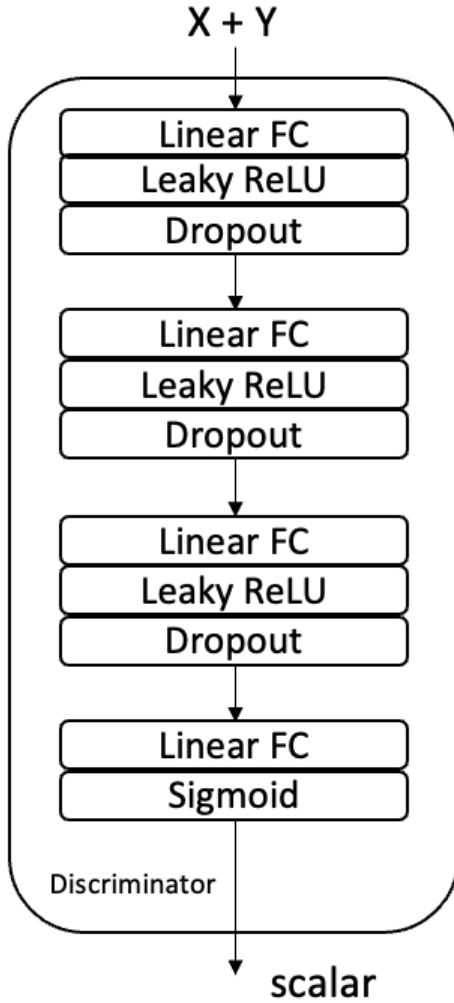 X + Y
Linear FC
Leaky ReLU
Dropout
Linear FC
Leaky ReLU
Dropout
Linear FC
Leaky ReLU
Dropout
Linear FC
Sigmoid
Discriminator
scalar